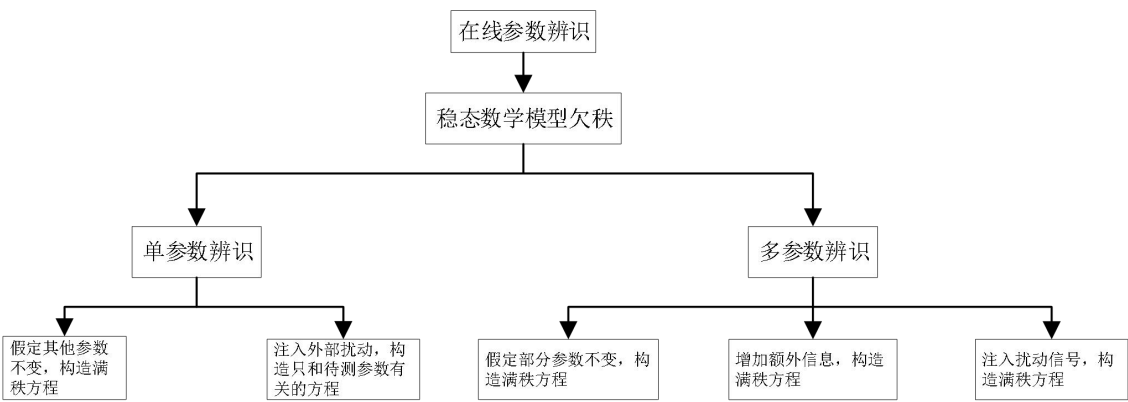 在线参数辨识
稳态数学模型欠秩
单参数辨识
多参数辨识
假定其他参数
不变，构造满
秩方程
注入外部扰动，构
造只和待测参数有
关的方程
假定部分参数不变，构
造满秩方程
增加额外信息，构造
满秩方程
注入扰动信号，构
造满秩方程